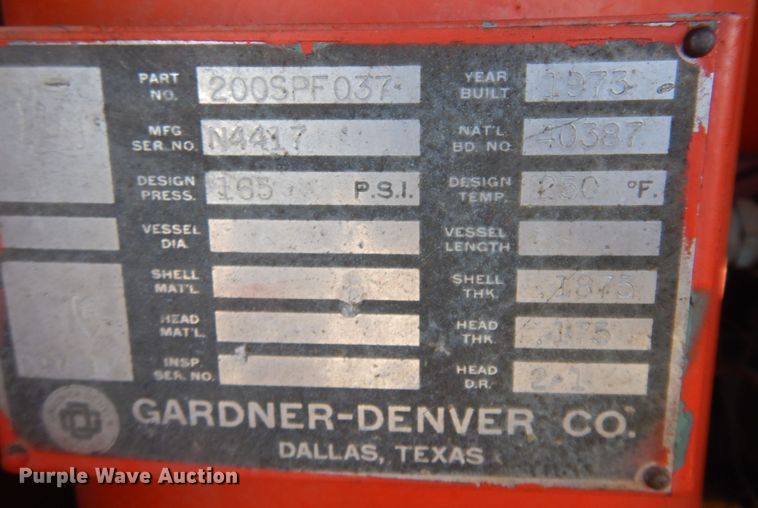 PART NO. 200SPF037 YEAR BUILT 1973
MFG SER. NO. N4417 NAT'L BD. NO 40387
DESIGN PRESS. 165 P.S.I. DESIGN TEMP. 250 °F.
VESSEL DIA. VESSEL LENGTH
SHELL MAT'L SHELL THK. .1875
HEAD MAT'L. HEAD THK.
INSP. SER. NO. HEAD D.R. 2-1
GARDNER-DENVER CO.
DALLAS, TEXAS
Purple Wave Auction